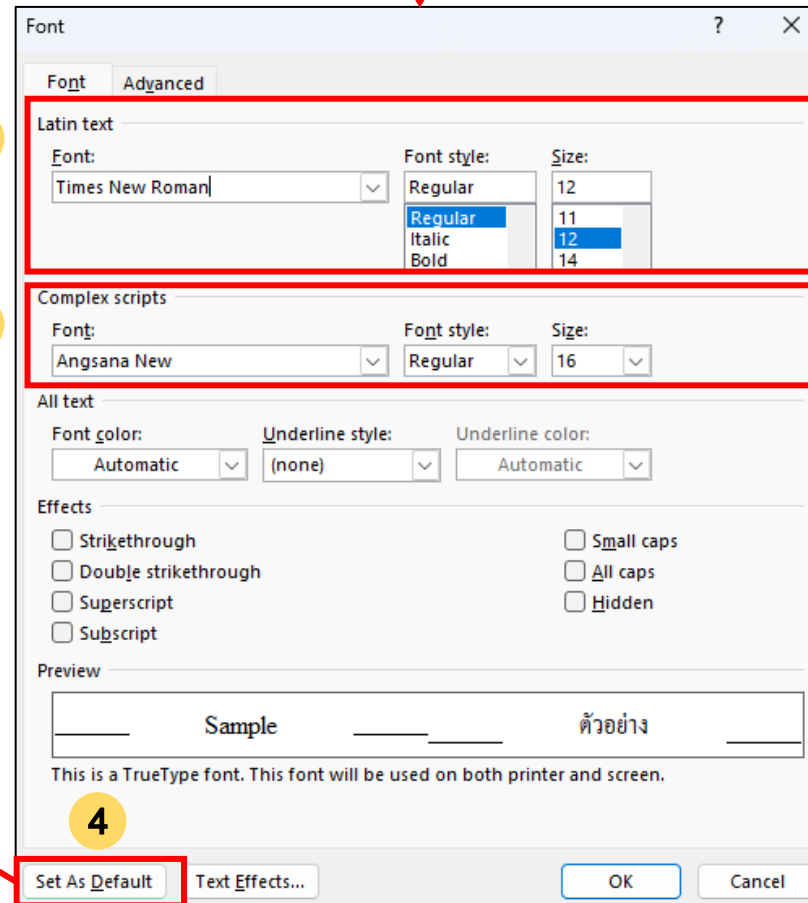 Font ?
Font Advanced
Latin text
Font: Font style: Size:
Times New Roman Regular 12
Regular 11
Italic 12
Bold 14
Complex scripts
Font: Font style: Size:
Angsana New Regular 16
All text
Font color: Underline style: Underline color:
Automatic (none) Automatic
Effects
Strikethrough Small caps
Double strikethrough All caps
Superscript Hidden
Subscript
Preview
Sample ตัวอย่าง
This is a TrueType font. This font will be used on both printer and screen.
4
Set As Default Text Effects... OK Cancel